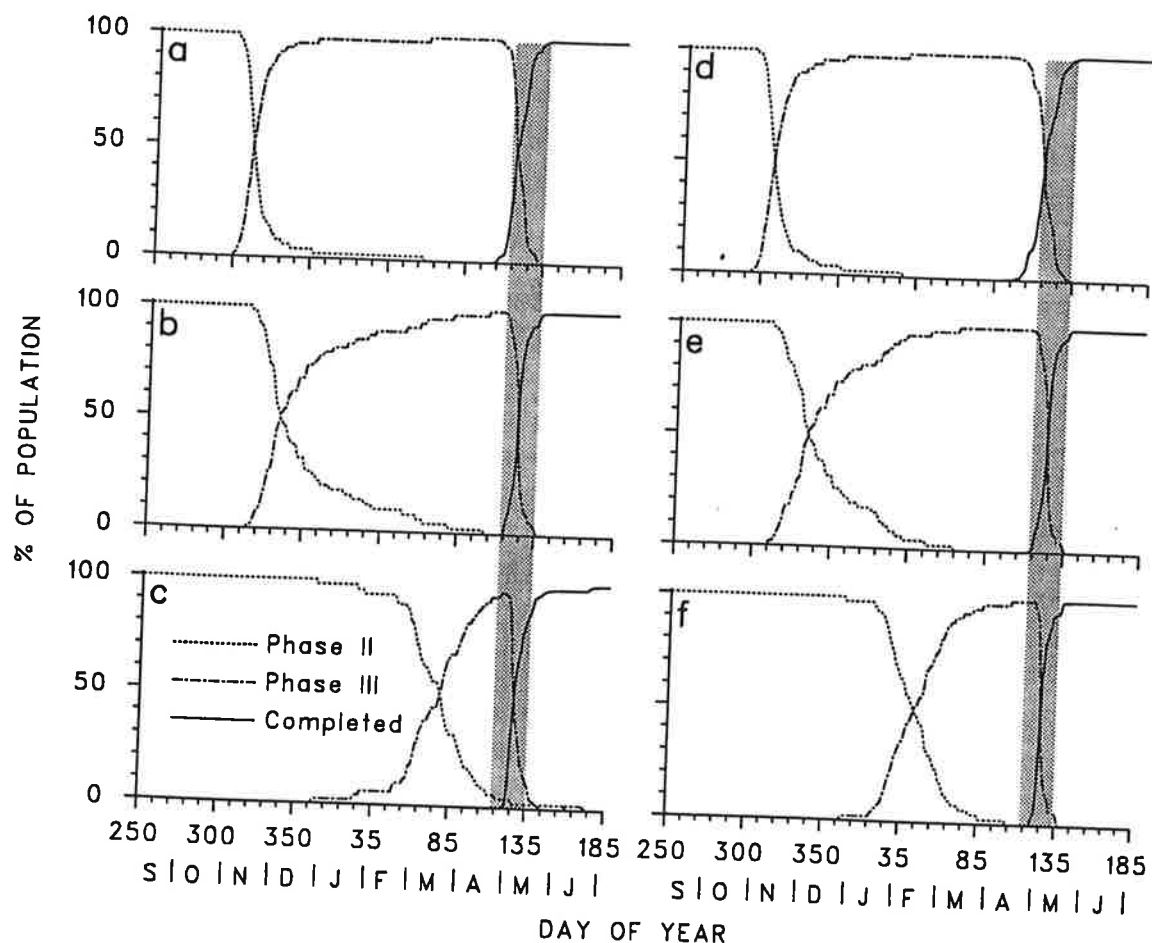 % OF POPULATION
100
50
0
a
d
100
50
0
b
e
100
50
0
c
Phase II
Phase III
Completed
f
250 300 350 35 85 135 185
S|O|N|D|J|F|M|A|M|J|
250 300 350 35 85 135 185
S|O|N|D|J|F|M|A|M|J|
DAY OF YEAR